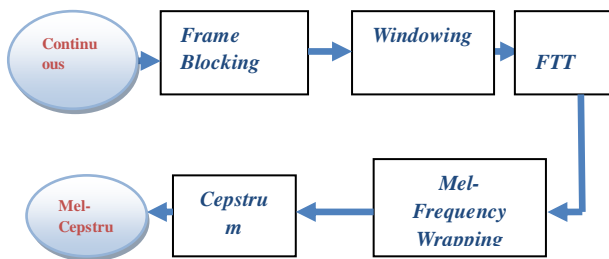 Continu
ous
Frame
Blocking
Windowing
FTT
Mel-
Frequency
Wrapping
Cepstru
m
Mel-
Cepstru